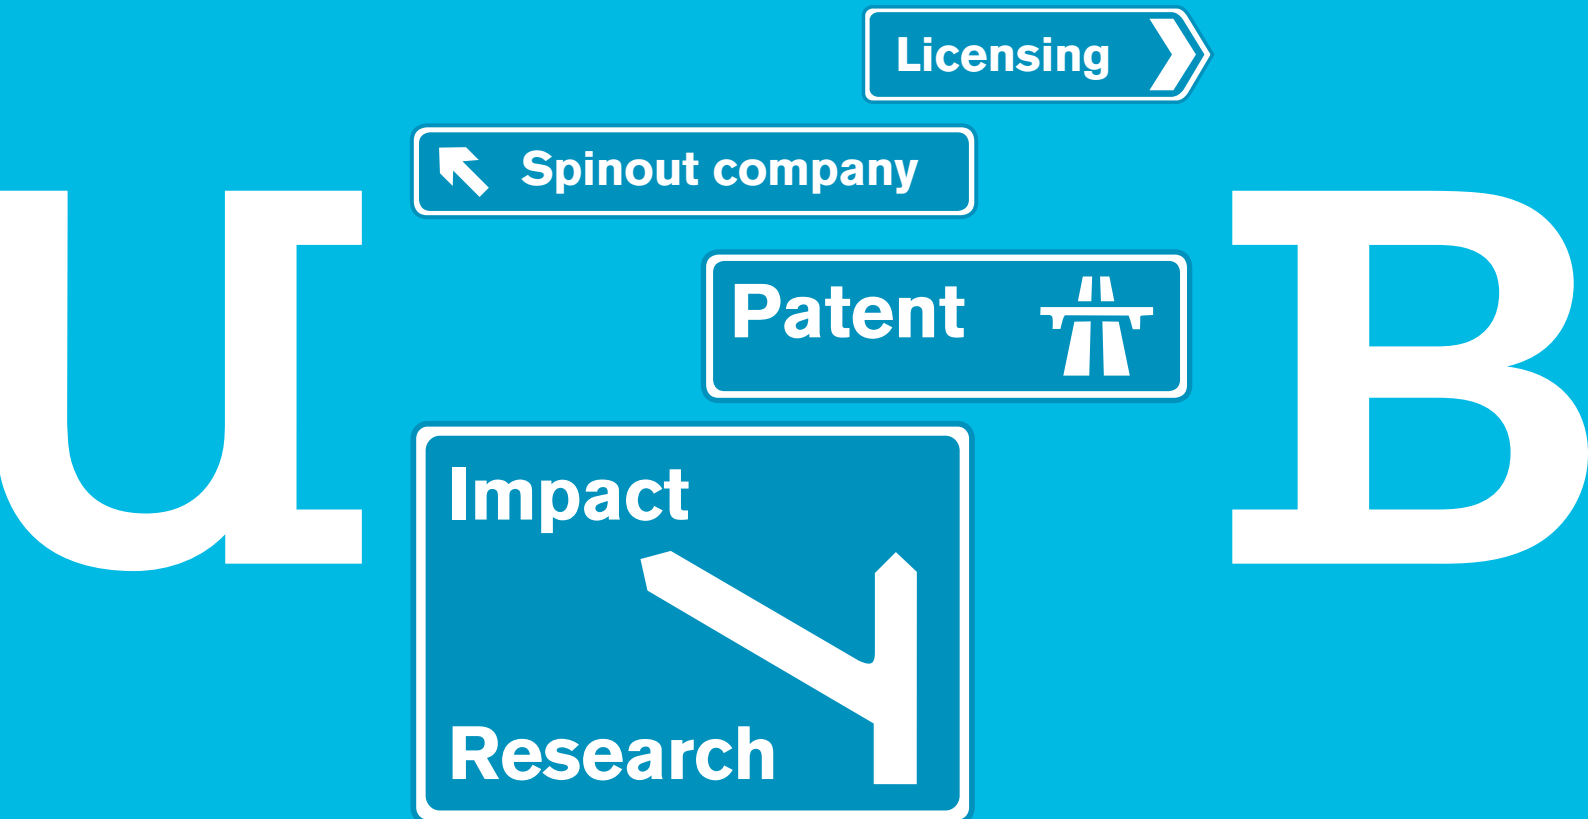 Licensing
Spinout company
u
B
Patent
Impact
Research